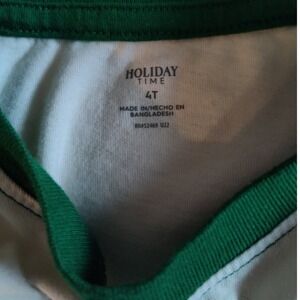 HOLIDAY
TIME
4T
MADE IN/HECHO EN
BANGLADESH